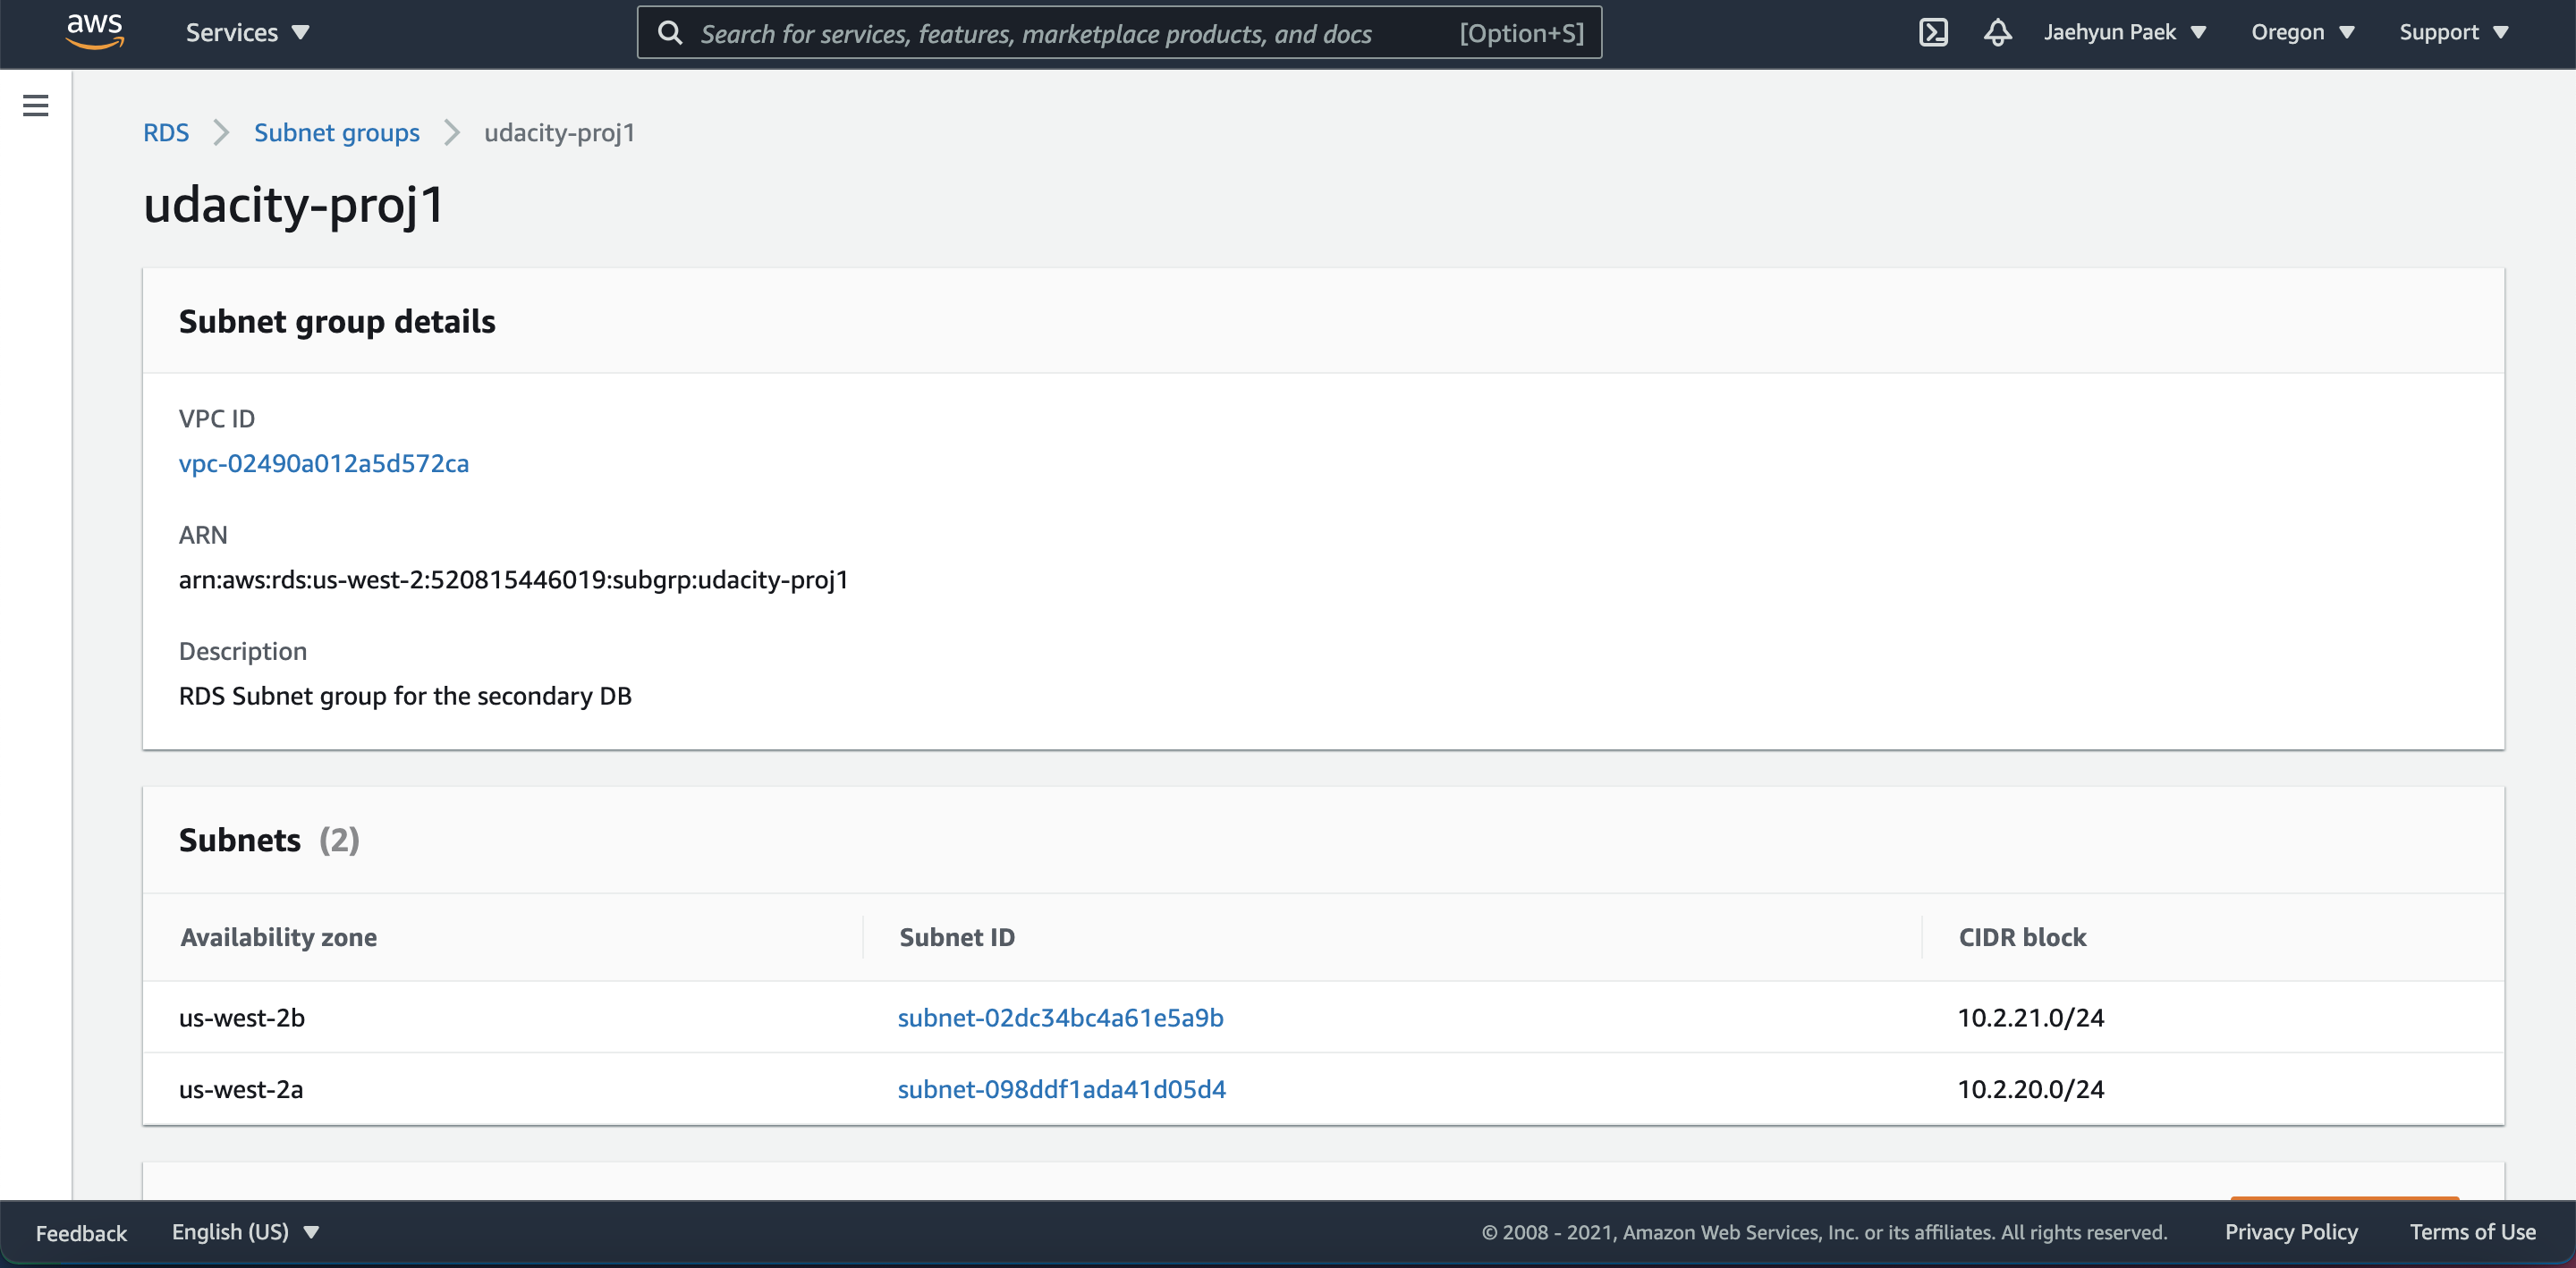 aws Services Search for services, features, marketplace products, and docs [Option+S] Jaehyun Paek Oregon Support
RDS Subnet groups udacity-proj1
udacity-proj1
Subnet group details
VPC ID
vpc-02490a012a5d572ca
ARN
arn:aws:rds:us-west-2:520815446019:subgrp:udacity-proj1
Description
RDS Subnet group for the secondary DB
Subnets (2)
Availability zone Subnet ID CIDR block
us-west-2b subnet-02dc34bc4a61e5a9b 10.2.21.0/24
us-west-2a subnet-098ddf1ada41d05d4 10.2.20.0/24
Feedback English (US) © 2008 - 2021, Amazon Web Services, Inc. or its affiliates. All rights reserved. Privacy Policy Terms of Use